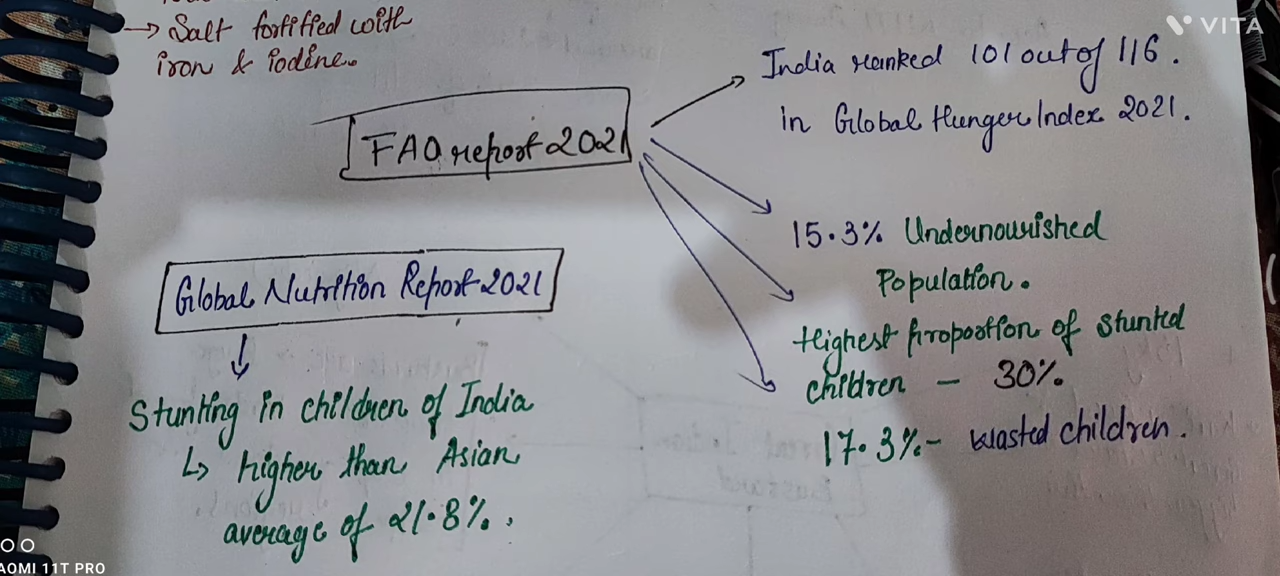 → Salt fortified with
iron & iodine.
FAO report 2021
India ranked 101 out of 116.
in Global Hunger Index 2021.
15.3% Undernourished
Population.
Highest proportion of stunted
children - 30%.
17.3% - wasted children.
Global Nutrition Report 2021
Stunting in children of India
↳ higher than Asian
average of 21.8%.
VITA
AOMI 11T PRO